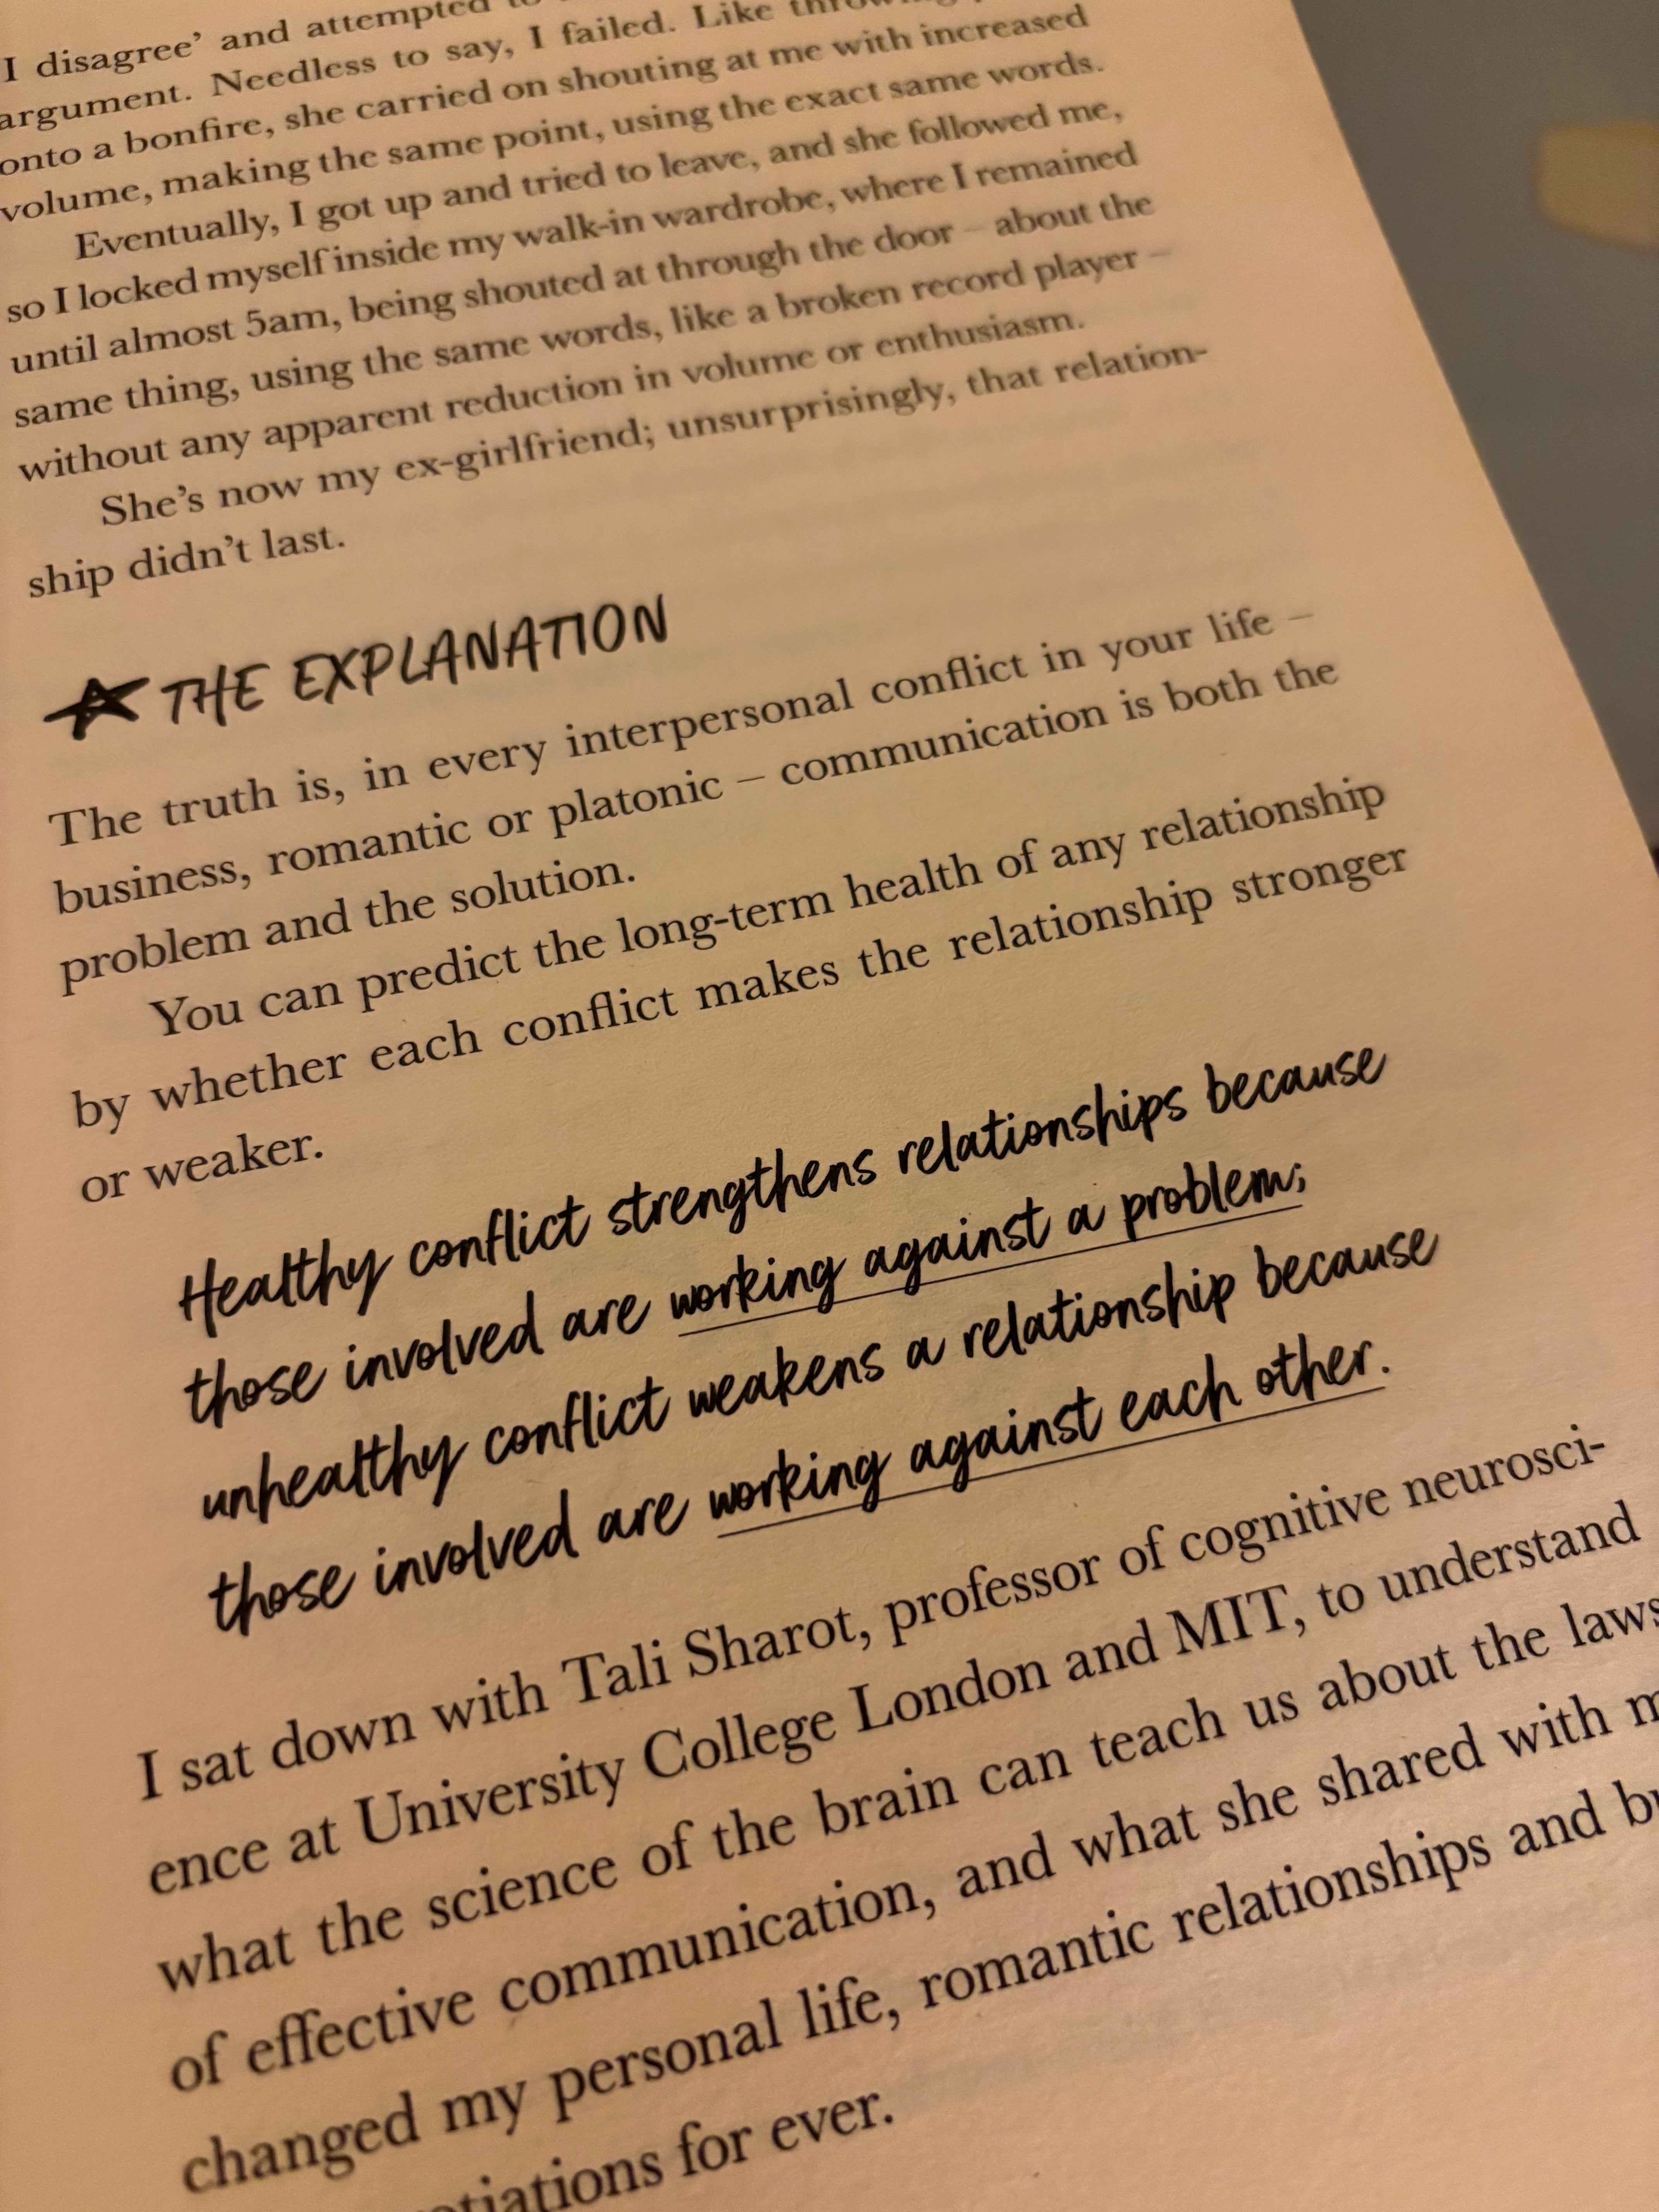 I disagree’ and attempted to
argument. Needless to say, I failed. Like throwing
onto a bonfire, she carried on shouting at me with increased
volume, making the same point, using the exact same words.
Eventually, I got up and tried to leave, and she followed me,
so I locked myself inside my walk-in wardrobe, where I remained
until almost 5am, being shouted at through the door – about the
same thing, using the same words, like a broken record player –
without any apparent reduction in volume or enthusiasm.
She’s now my ex-girlfriend; unsurprisingly, that relation-
ship didn’t last.
THE EXPLANATION
The truth is, in every interpersonal conflict in your life –
business, romantic or platonic – communication is both the
problem and the solution.
You can predict the long-term health of any relationship
by whether each conflict makes the relationship stronger
or weaker.
Healthy conflict strengthens relationships because
those involved are working against a problem;
unhealthy conflict weakens a relationship because
those involved are working against each other.
I sat down with Tali Sharot, professor of cognitive neurosci-
ence at University College London and MIT, to understand
what the science of the brain can teach us about the laws
of effective communication, and what she shared with
changed my personal life, romantic relationships and
for ever.